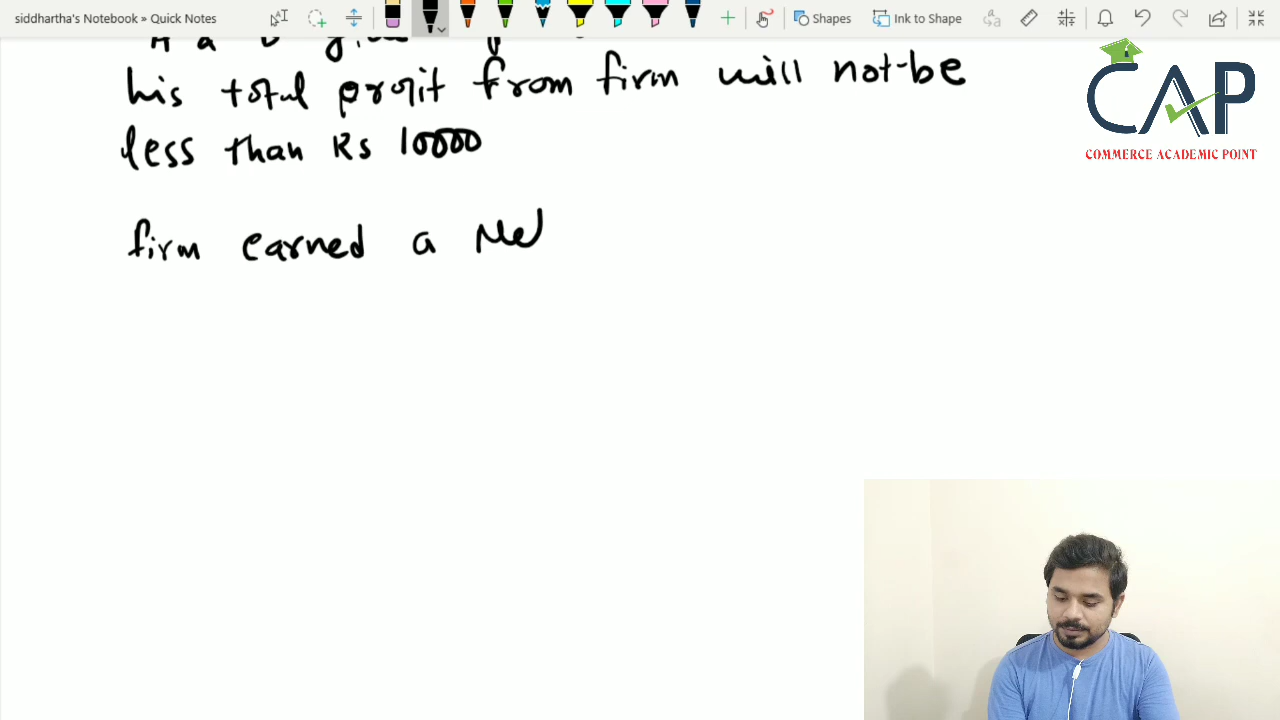 siddhartha's Notebook » Quick Notes
Shapes
Ink to Shape
his total profit from firm will not be
less than Rs 10000
firm earned a
CAP
COMMERCE ACADEMIC POINT